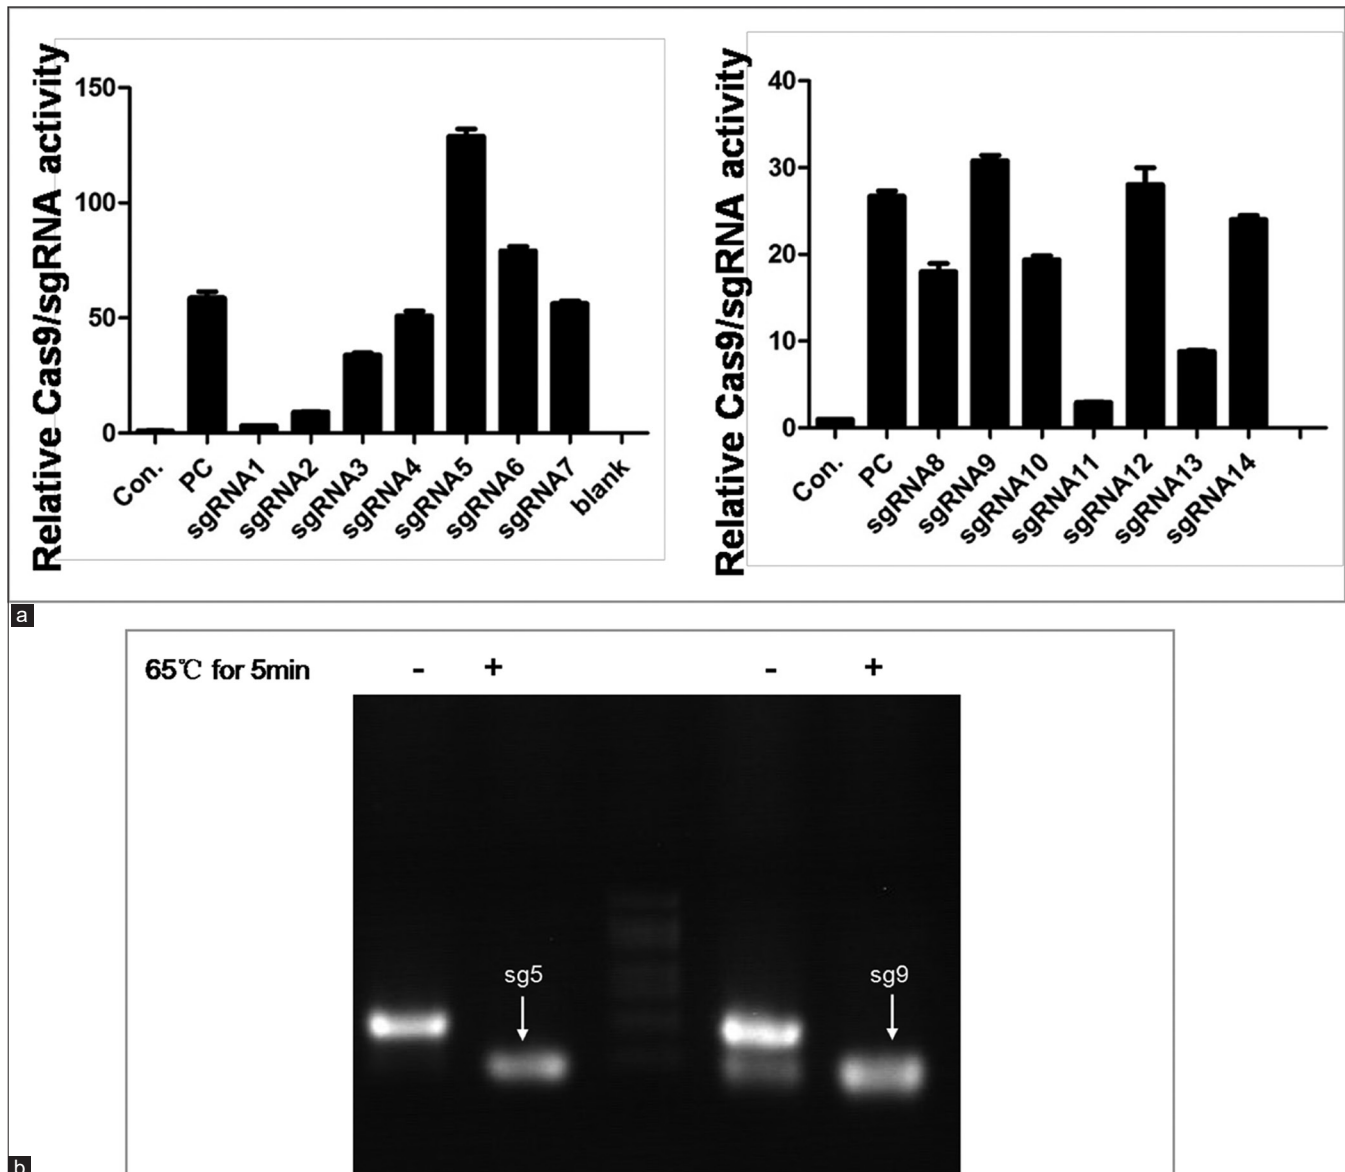 Relative Cas9/sgRNA activity
150
100
50
0
Con.
PC
sgRNA1
sgRNA2
sgRNA3
sgRNA4
sgRNA5
sgRNA6
sgRNA7
blank
Relative Cas9/sgRNA activity
40
30
20
10
0
Con.
PC
sgRNA8
sgRNA9
sgRNA10
sgRNA11
sgRNA12
sgRNA13
sgRNA14
a
65℃ for 5min - + - +
sg5
sg9
b